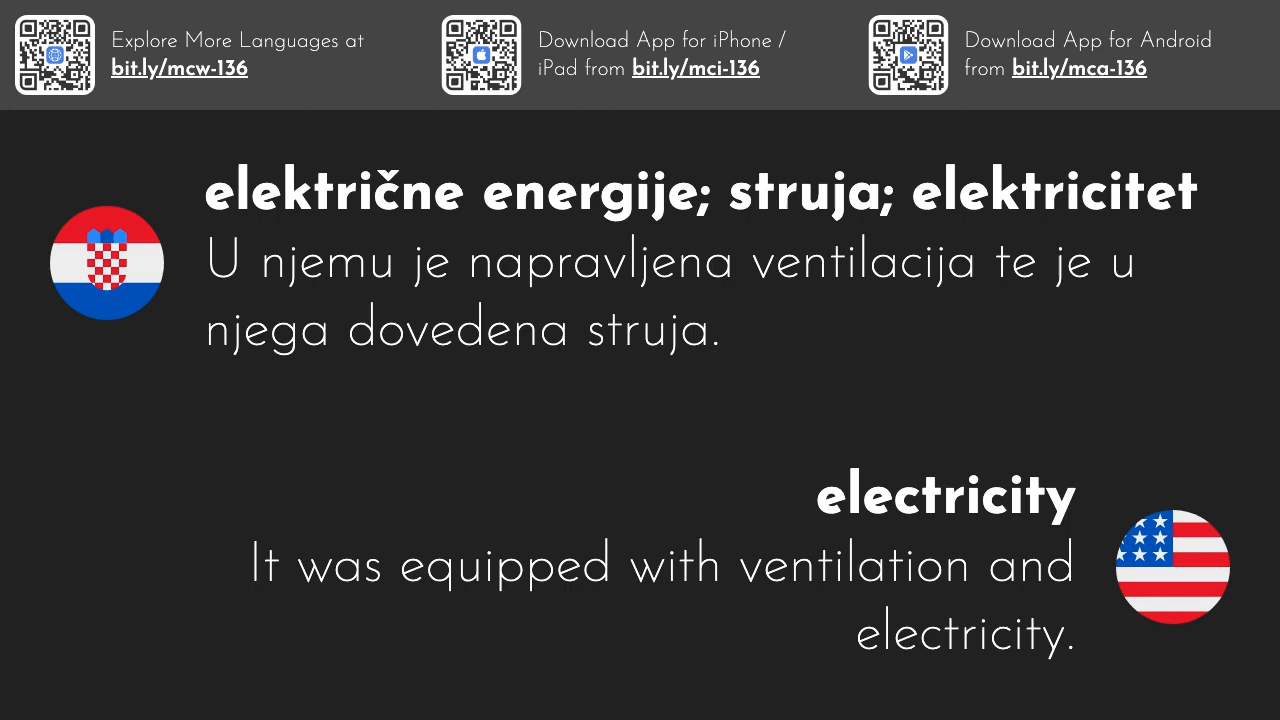 Explore More Languages at
bit.ly/mcw-136
Download App for iPhone /
iPad from bit.ly/mci-136
Download App for Android
from bit.ly/mca-136
električne energije; struja; elektricitet
U njemu je napravljena ventilacija te je u
njega dovedena struja.
electricity
It was equipped with ventilation and
electricity.